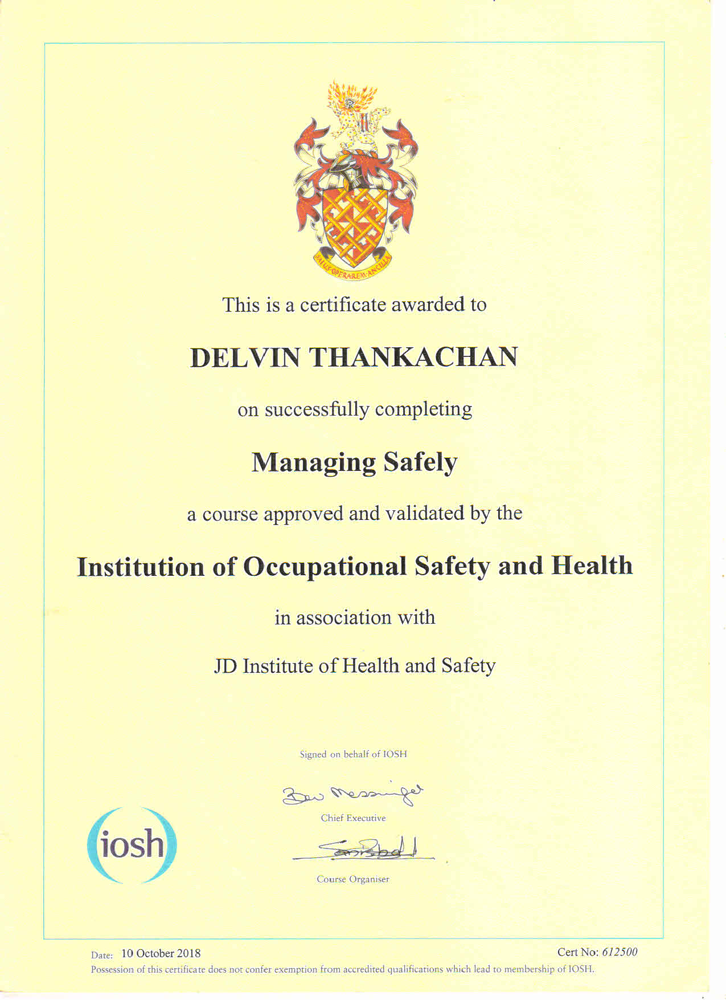 SALUS·OPERAREM·ANCILLA
This is a certificate awarded to
DELVIN THANKACHAN
on successfully completing
Managing Safely
a course approved and validated by the
Institution of Occupational Safety and Health
in association with
JD Institute of Health and Safety
Signed on behalf of IOSH
Bev Messinger
Chief Executive
iosh
Course Organiser
Date: 10 October 2018
Cert No: 612500
Possession of this certificate does not confer exemption from accredited qualifications which lead to membership of IOSH.